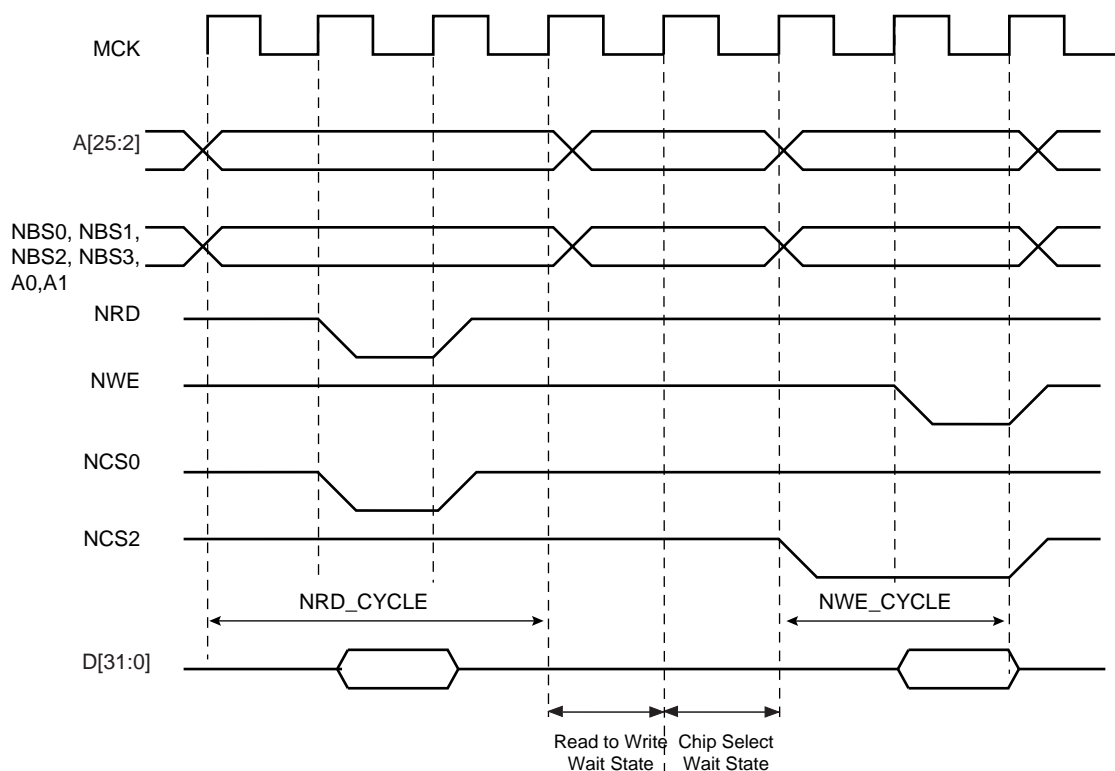 MCK
A[25:2]
NBS0, NBS1,
NBS2, NBS3,
A0,A1
NRD
NWE
NCS0
NCS2
NRD_CYCLE
NWE_CYCLE
D[31:0]
Read to Write
Wait State
Chip Select
Wait State